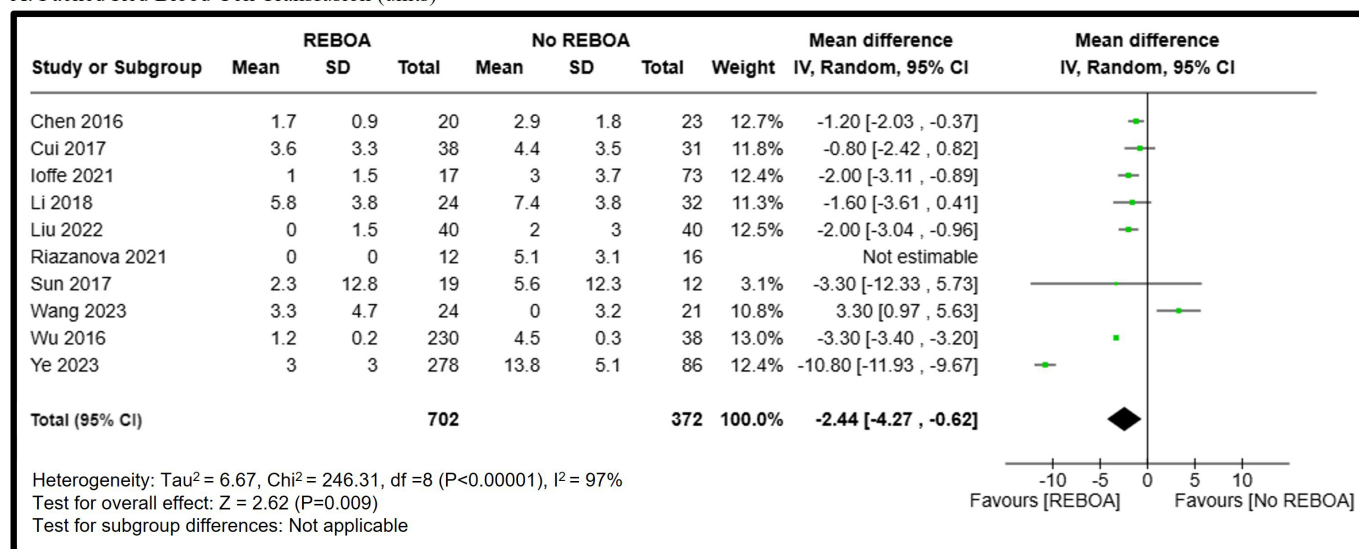 REBOA No REBOA Mean difference Mean difference
Study or Subgroup Mean SD Total Mean SD Total Weight IV, Random, 95% CI IV, Random, 95% CI
Chen 2016 1.7 0.9 20 2.9 1.8 23 12.7% -1.20 [-2.03 , -0.37]
Cui 2017 3.6 3.3 38 4.4 3.5 31 11.8% -0.80 [-2.42 , 0.82]
Ioffe 2021 1 1.5 17 3 3.7 73 12.4% -2.00 [-3.11 , -0.89]
Li 2018 5.8 3.8 24 7.4 3.8 32 11.3% -1.60 [-3.61 , 0.41]
Liu 2022 0 1.5 40 2 3 40 12.5% -2.00 [-3.04 , -0.96]
Riazanova 2021 0 0 12 5.1 3.1 16 Not estimable
Sun 2017 2.3 12.8 19 5.6 12.3 12 3.1% -3.30 [-12.33 , 5.73]
Wang 2023 3.3 4.7 24 0 3.2 21 10.8% 3.30 [0.97 , 5.63]
Wu 2016 1.2 0.2 230 4.5 0.3 38 13.0% -3.30 [-3.40 , -3.20]
Ye 2023 3 3 278 13.8 5.1 86 12.4% -10.80 [-11.93 , -9.67]
Total (95% CI) 702 372 100.0% -2.44 [-4.27 , -0.62]
Heterogeneity: Tau² = 6.67, Chi² = 246.31, df =8 (P<0.00001), I² = 97%
Test for overall effect: Z = 2.62 (P=0.009)
Test for subgroup differences: Not applicable
-10 -5 0 5 10
Favours [REBOA] Favours [No REBOA]